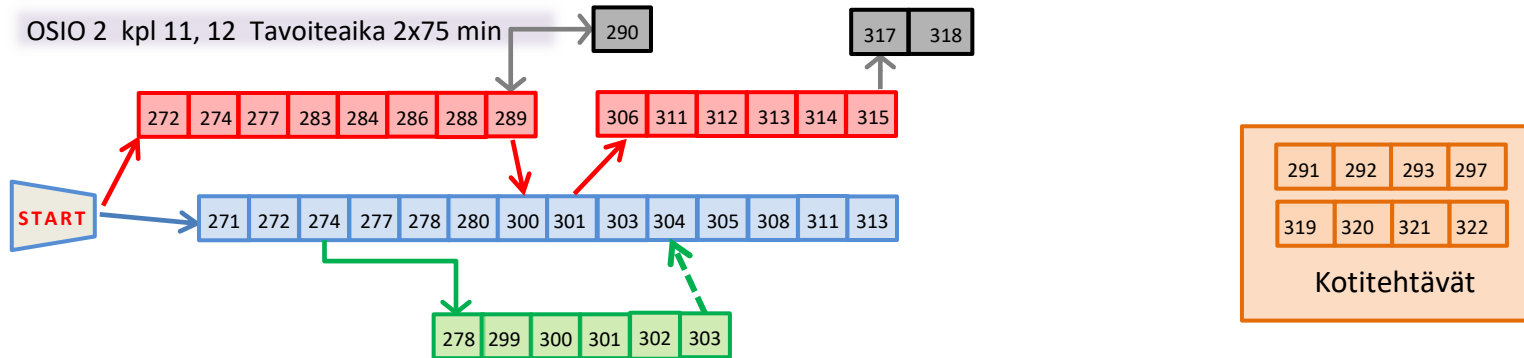 OSIO 2 kpl 11, 12 Tavoiteaika 2x75 min
290
317 318
272 274 277 283 284 286 288 289
306 311 312 313 314 315
START
271 272 274 277 278 280 300 301 303 304 305 308 311 313
278 299 300 301 302 303
291 292 293 297
319 320 321 322
Kotitehtävät